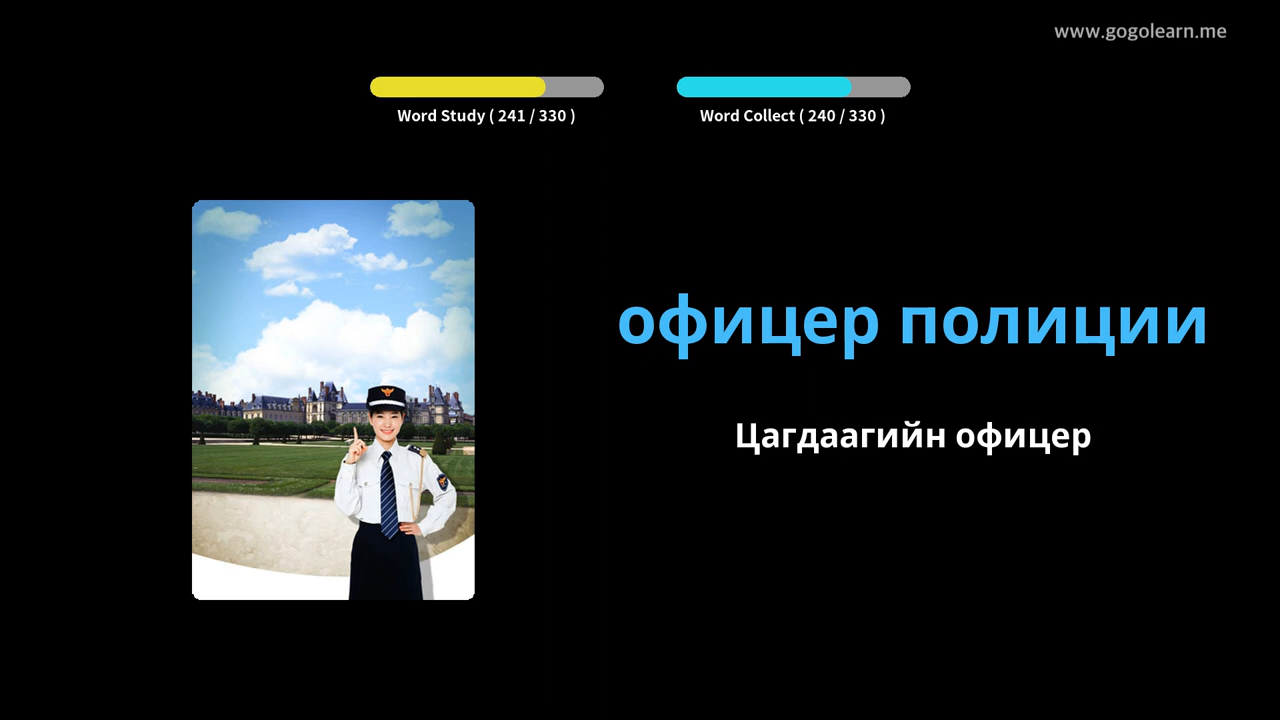 www.gogolearn.me
Word Study ( 241 / 330 )
Word Collect ( 240 / 330 )
офицер полиции
Цагдаагийн офицер